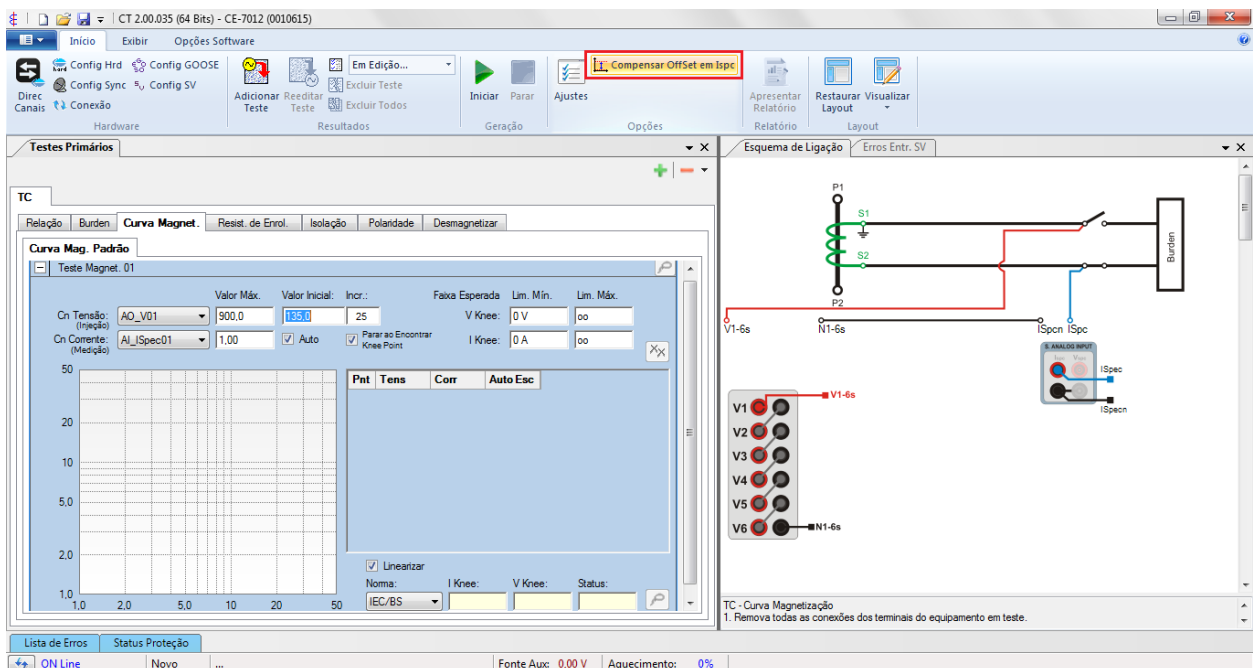 CT 2.00.035 (64 Bits) - CE-7012 (0010615)
Início Exibir Opções Software
Direc Canais
Config Hrd Config GOOSE
Config Sync Config SV
Conexão
Hardware
Adicionar Teste
Reeditar Teste
Em Edição...
Excluir Teste
Excluir Todos
Resultados
Iniciar Parar
Geração
Ajustes
Compensar OffSet em Ispc
Opções
Apresentar Relatório
Relatório
Restaurar Layout
Visualizar
Layout
Testes Primários
TC
Relação Burden Curva Magnet. Resist. de Enrol. Isolação Polaridade Desmagnetizar
Curva Mag. Padrão
Teste Magnet. 01
Valor Máx. Valor Inicial: Incr.: Faixa Esperada Lim. Mín. Lim. Máx.
Cn Tensão: AO_V01 900,0 135,0 25 V Knee: 0 V oo
(Injeção)
Cn Corrente: AI_ISpec01 1,00 Auto Parar ao Encontrar Knee Point I Knee: 0 A oo
(Medição)
50
20
10
5,0
2,0
1,0
1,0 2,0 5,0 10 20 50
Pnt Tens Corr Auto Esc
Linearizar
Norma: I Knee: V Knee: Status:
IEC/BS
Esquema de Ligação Erros Entr. SV
P1
S1
S2
P2
Burden
V1-6s N1-6s ISpcn ISpc
S. ANALOG INPUT
ISpec
ISpecn
V1-6s
V1
V2
V3
V4
V5
V6
N1-6s
TC - Curva Magnetização
1. Remova todas as conexões dos terminais do equipamento em teste.
Lista de Erros Status Proteção
ON Line Novo ... Fonte Aux: 0.00 V Aquecimento: 0%